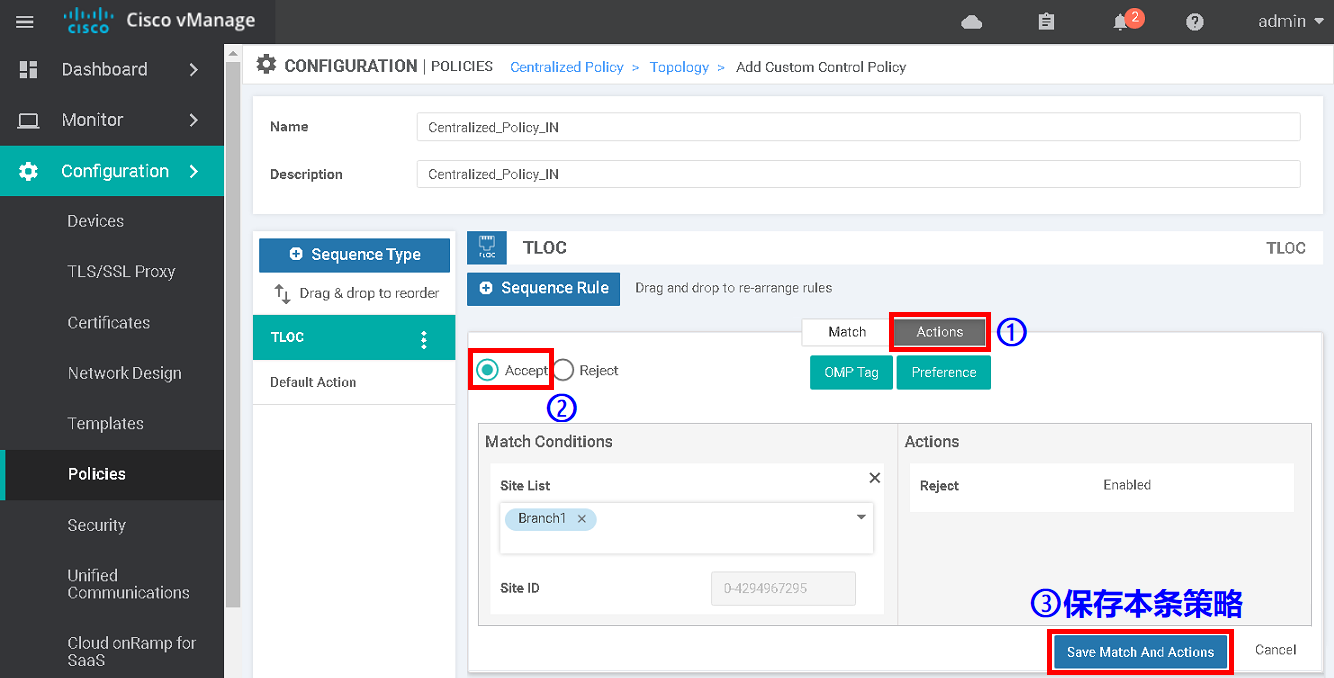 CISCO Cisco vManage
2
admin
Dashboard
Monitor
Configuration
Devices
TLS/SSL Proxy
Certificates
Network Design
Templates
Policies
Security
Unified
Communications
Cloud onRamp for
SaaS
CONFIGURATION | POLICIES Centralized Policy > Topology > Add Custom Control Policy
Name Centralized_Policy_IN
Description Centralized_Policy_IN
Sequence Type
Drag & drop to reorder
TLOC
Default Action
TLOC TLOC TLOC
Sequence Rule Drag and drop to re-arrange rules
Match Actions ①
Accept Reject OMP Tag Preference
②
Match Conditions Actions
Site List
Reject Enabled
Branch1
Site ID 0-4294967295
③保存本条策略
Save Match And Actions Cancel